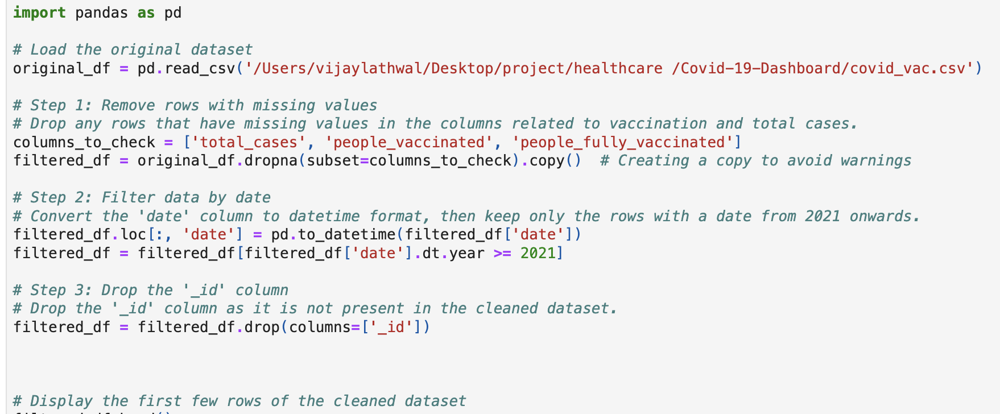 import pandas as pd
# Load the original dataset
original_df = pd.read_csv('/Users/vijaylathwal/Desktop/project/healthcare /Covid-19-Dashboard/covid_vac.csv')
# Step 1: Remove rows with missing values
# Drop any rows that have missing values in the columns related to vaccination and total cases.
columns_to_check = ['total_cases', 'people_vaccinated', 'people_fully_vaccinated']
filtered_df = original_df.dropna(subset=columns_to_check).copy()  # Creating a copy to avoid warnings
# Step 2: Filter data by date
# Convert the 'date' column to datetime format, then keep only the rows with a date from 2021 onwards.
filtered_df.loc[:, 'date'] = pd.to_datetime(filtered_df['date'])
filtered_df = filtered_df[filtered_df['date'].dt.year >= 2021]
# Step 3: Drop the '_id' column
# Drop the '_id' column as it is not present in the cleaned dataset.
filtered_df = filtered_df.drop(columns=['_id'])
# Display the first few rows of the cleaned dataset